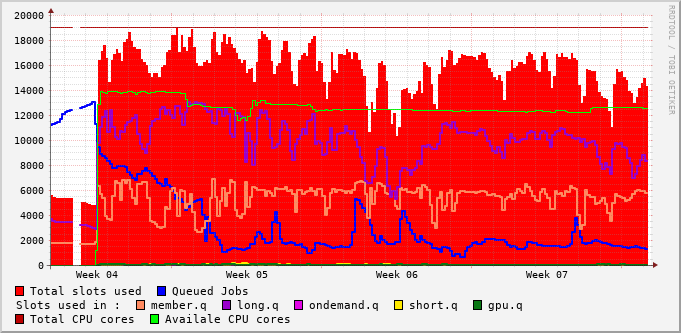 20000
18000
16000
14000
12000
10000
8000
6000
4000
2000
0
Week 04 Week 05 Week 06 Week 07
RRDTOOL / TOBI OETIKER
Total slots used Queued Jobs
Slots used in : member.q long.q ondemand.q short.q gpu.q
Total CPU cores Availale CPU cores